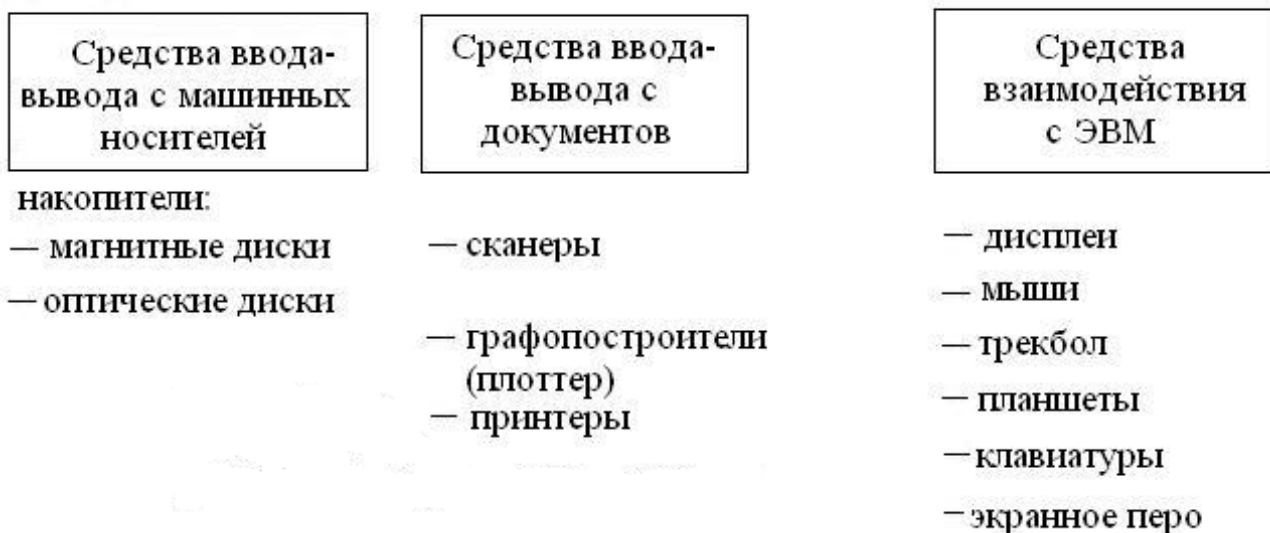 Средства ввода-
вывода с машинных
носителей
накопители:
— магнитные диски
— оптические диски
Средства ввода-
вывода с
документов
— сканеры
— графопостроители
(плоттер)
— принтеры
Средства
взаимодействия
с ЭВМ
— дисплеи
— мыши
— трекбол
— планшеты
— клавиатуры
— экранное перо